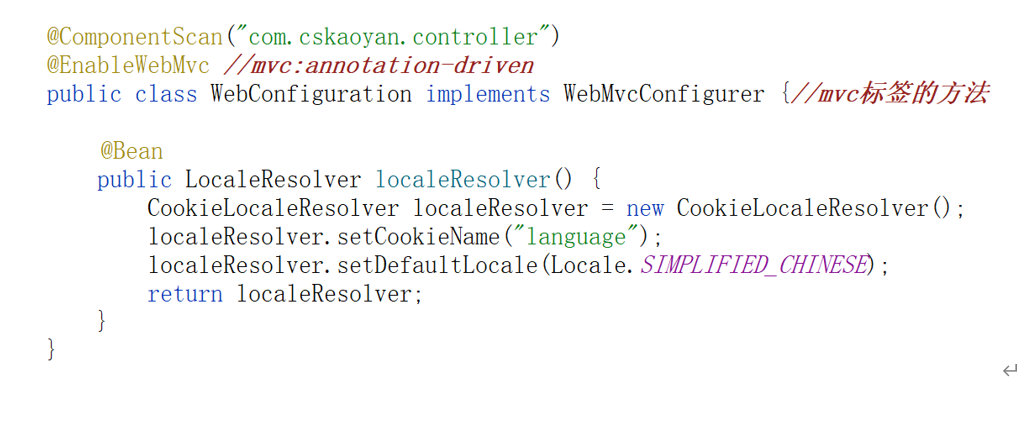 @ComponentScan("com.cskaoyan.controller")
@EnableWebMvc //mvc:annotation-driven
public class WebConfiguration implements WebMvcConfigurer {//mvc标签的方法
@Bean
public LocaleResolver localeResolver() {
CookieLocaleResolver localeResolver = new CookieLocaleResolver();
localeResolver.setCookieName("language");
localeResolver.setDefaultLocale(Locale.SIMPLIFIED_CHINESE);
return localeResolver;
}
}